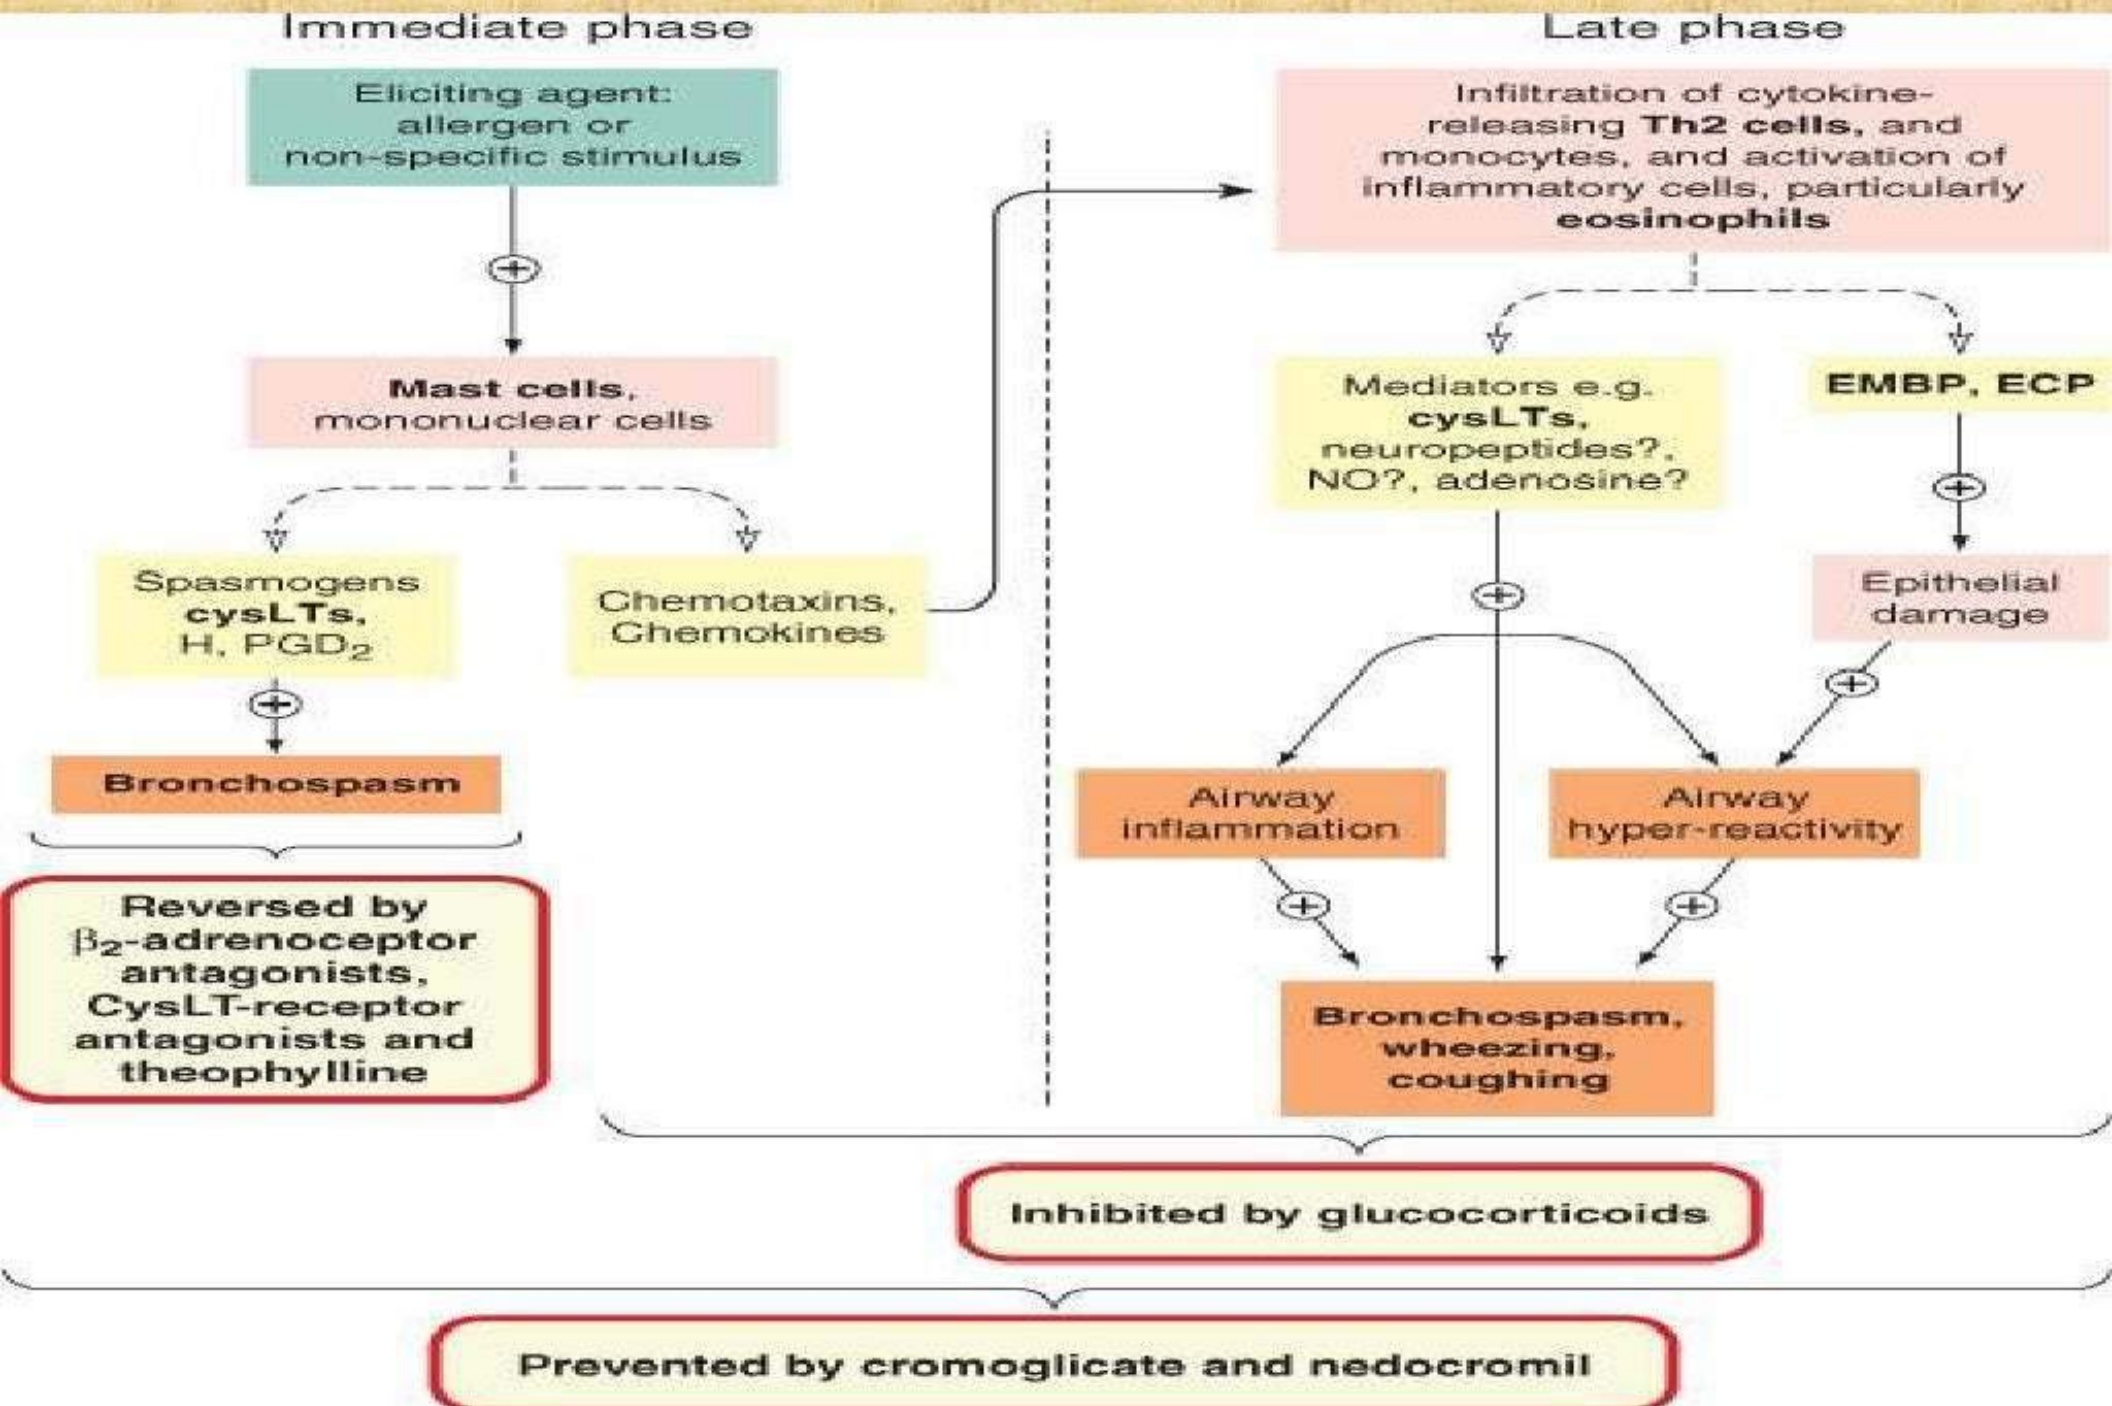 Immediate phase
Eliciting agent:
allergen or
non-specific stimulus
Mast cells,
mononuclear cells
Spasmogens
cysLTs,
H, PGD₂
Chemotaxins,
Chemokines
Bronchospasm
Reversed by
β₂-adrenoceptor
antagonists,
CysLT-receptor
antagonists and
theophylline
Late phase
Infiltration of cytokine-
releasing Th2 cells, and
monocytes, and activation of
inflammatory cells, particularly
eosinophils
Mediators e.g.
cysLTs,
neuropeptides?,
NO?, adenosine?
EMBP, ECP
Epithelial
damage
Airway
inflammation
Airway
hyper-reactivity
Bronchospasm,
wheezing,
coughing
Inhibited by glucocorticoids
Prevented by cromoglicate and nedocromil